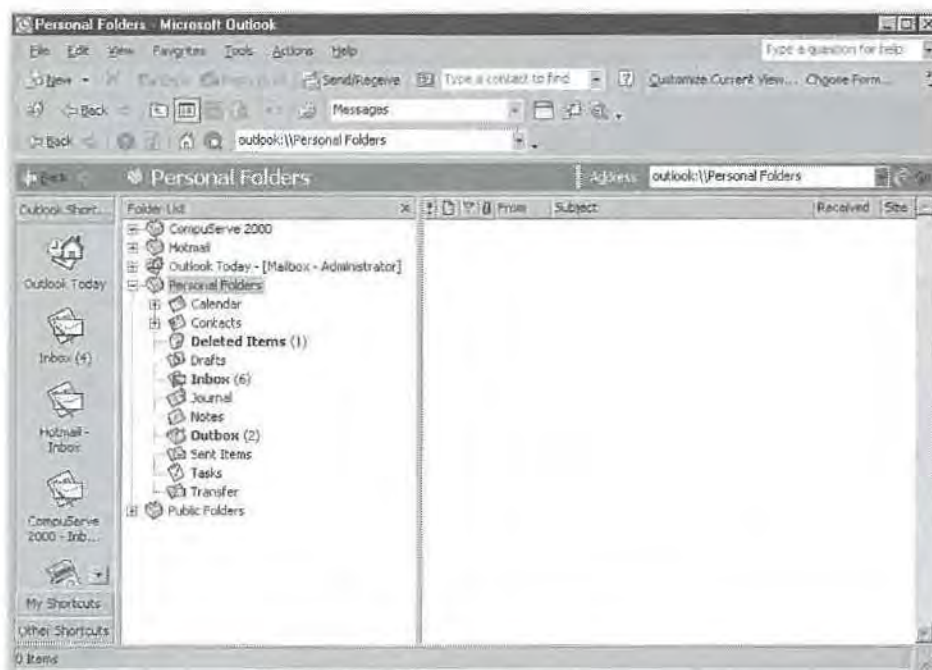 Personal Folders - Microsoft Outlook
File Edit View Favorites Tools Actions Help
Type a question for help
New Send/Receive Type a contact to find Customize Current View... Choose Form...
Back Messages
Back outlook:\\Personal Folders
Back Personal Folders Address outlook:\\Personal Folders Go
Outlook Short...
Outlook Today
Inbox (4)
Hotmail -
Inbox
CompuServe
2000 - Inb...
My Shortcuts
Other Shortcuts
Folder List
CompuServe 2000
Hotmail
Outlook Today - [Mailbox - Administrator]
Personal Folders
Calendar
Contacts
Deleted Items (1)
Drafts
Inbox (6)
Journal
Notes
Outbox (2)
Sent Items
Tasks
Transfer
Public Folders
From Subject Received Size
0 Items